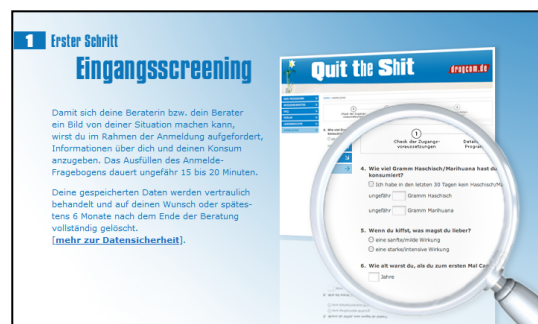 1 Erster Schritt
Eingangsscreening
Damit sich deine Beraterin bzw. dein Berater
ein Bild von deiner Situation machen kann,
wirst du im Rahmen der Anmeldung aufgefordert,
Informationen über dich und deinen Konsum
anzugeben. Das Ausfüllen des Anmelde-
Fragebogens dauert ungefähr 15 bis 20 Minuten.
Deine gespeicherten Daten werden vertraulich
behandelt und auf deinen Wunsch oder spätes-
tens 6 Monate nach dem Ende der Beratung
vollständig gelöscht.
[mehr zur Datensicherheit].
Quit the Shit
drugcom.de
1
Check der Zugangs-
voraussetzungen
4. Wie viel Gramm Haschisch/Marihuana hast du
konsumiert?
Ich habe in den letzten 30 Tagen kein Haschisch/Ma
ungefähr Gramm Haschisch
ungefähr Gramm Marihuana
5. Wenn du kiffst, was magst du lieber?
eine sanfte/milde Wirkung
eine starke/intensive Wirkung
6. Wie alt warst du, als du zum ersten Mal Can
Jahre